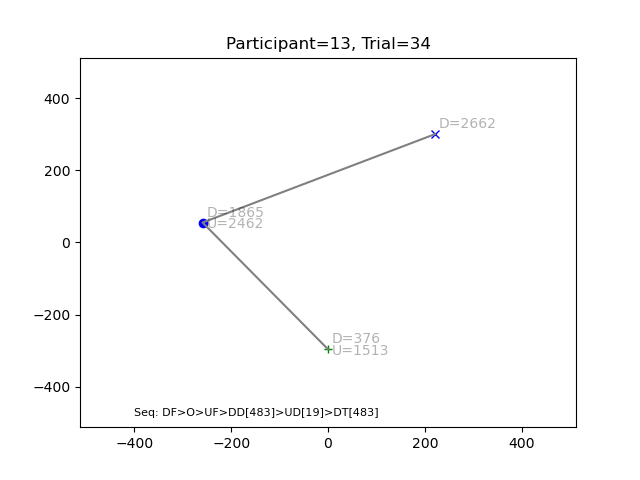 Participant=13, Trial=34
400
200
0
−200
−400
D=2662
D=1865
U=2462
D=376
U=1513
Seq: DF>O>UF>DD[483]>UD[19]>DT[483]
−400
−200
0
200
400